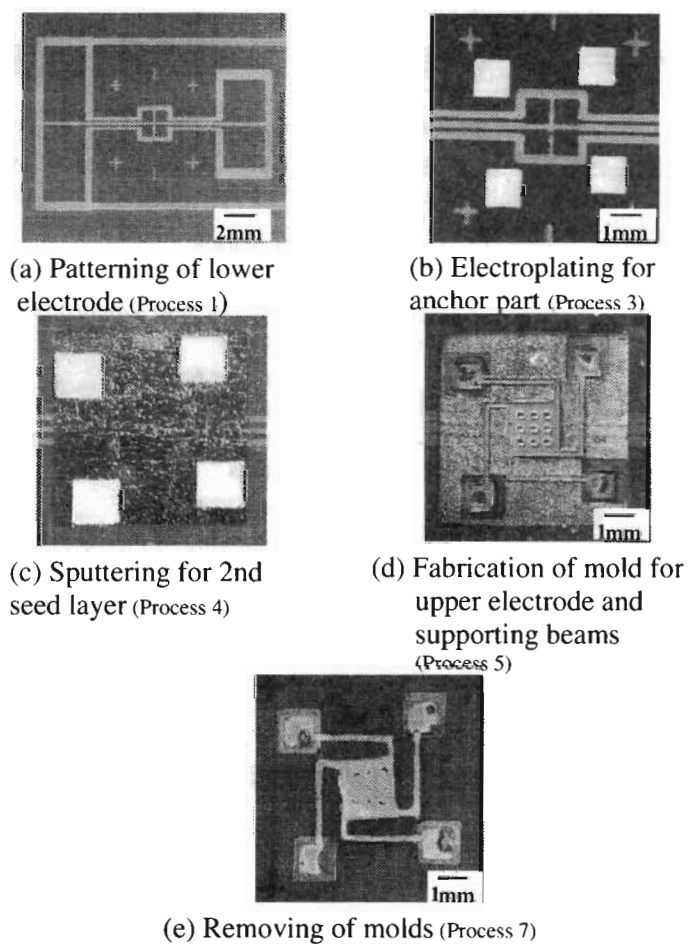 2mm
1mm
(a) Patterning of lower
electrode (Process 1)
(b) Electroplating for
anchor part (Process 3)
1mm
(c) Sputtering for 2nd
seed layer (Process 4)
(d) Fabrication of mold for
upper electrode and
supporting beams
(Process 5)
1mm
(e) Removing of molds (Process 7)